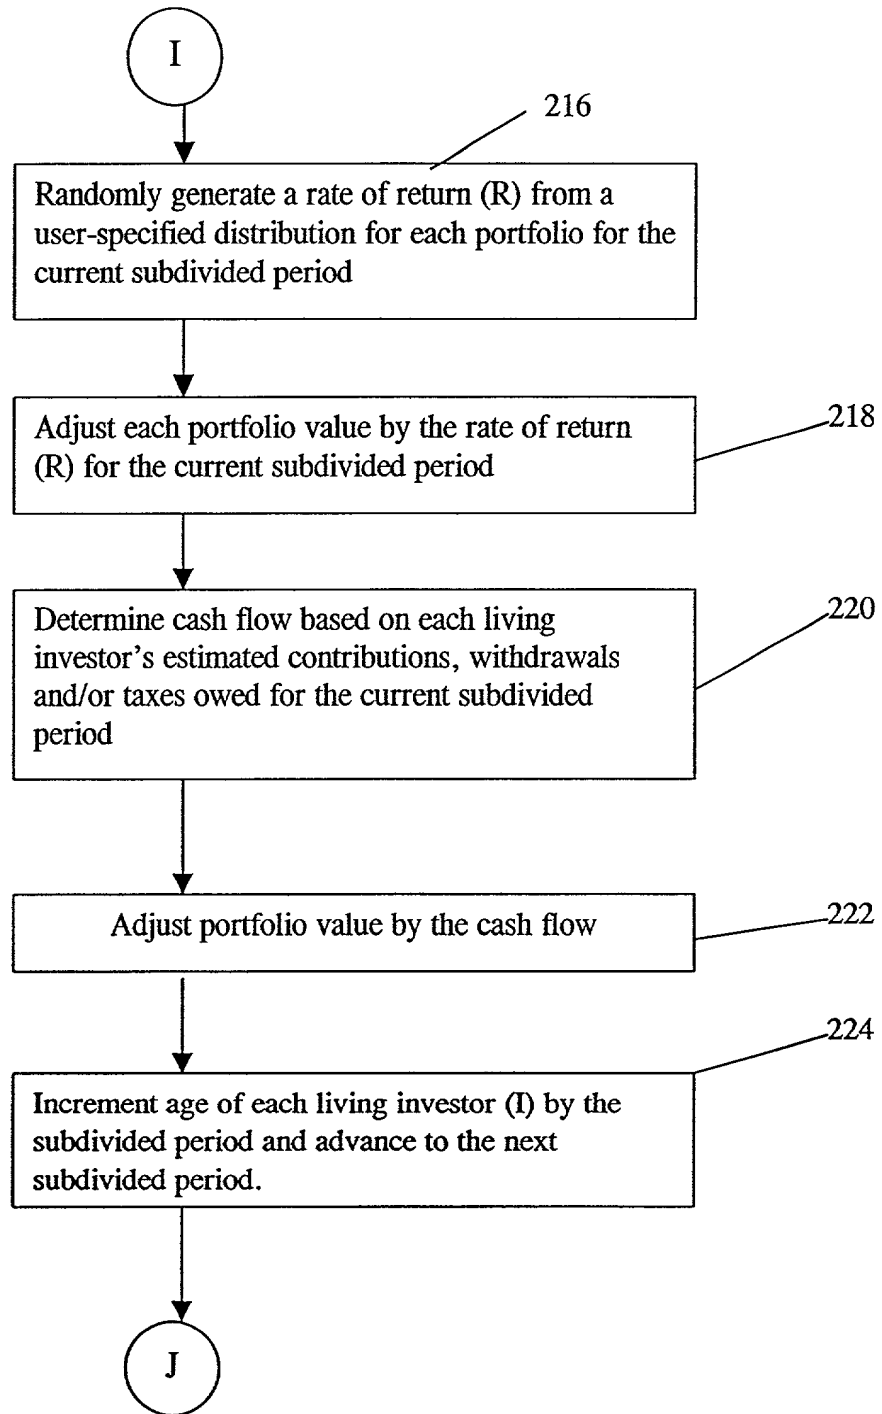 I
216
Randomly generate a rate of return (R) from a
user-specified distribution for each portfolio for the
current subdivided period
218
Adjust each portfolio value by the rate of return
(R) for the current subdivided period
220
Determine cash flow based on each living
investor’s estimated contributions, withdrawals
and/or taxes owed for the current subdivided
period
222
Adjust portfolio value by the cash flow
224
Increment age of each living investor (I) by the
subdivided period and advance to the next
subdivided period.
J